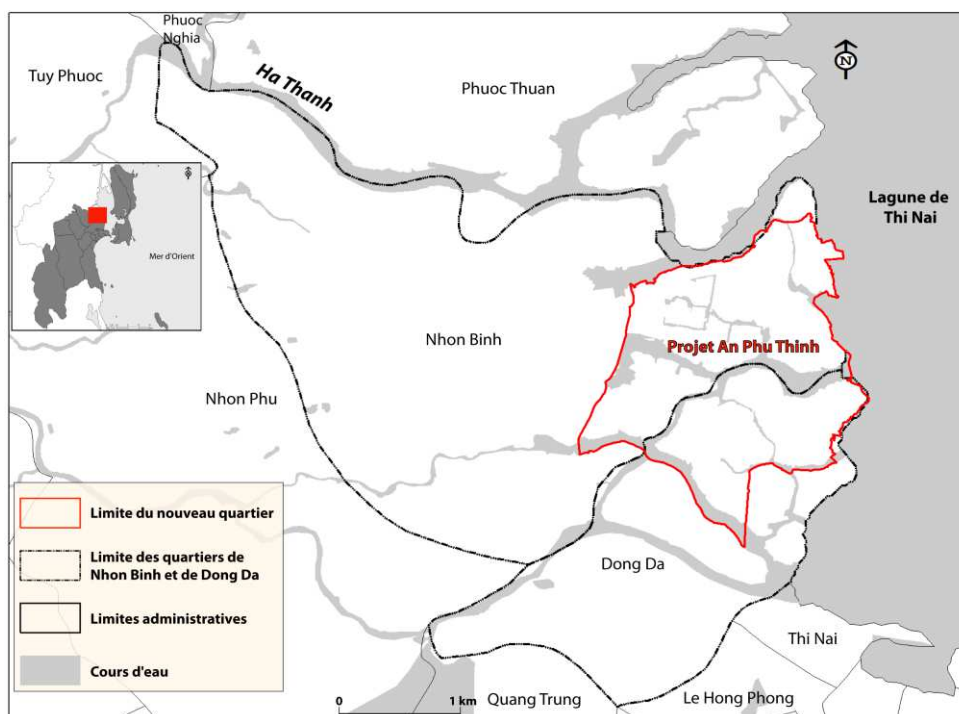 Phuoc
Nghia
Tuy Phuoc
Ha Thanh
Phuoc Thuan
N
Lagune de
Thi Nai
N
Mer d'Orient
Nhon Binh
Projet An Phu Thinh
Nhon Phu
Limite du nouveau quartier
Limite des quartiers de
Nhon Binh et de Dong Da
Limites administratives
Cours d'eau
Dong Da
Thi Nai
0 1 km
Quang Trung
Le Hong Phong